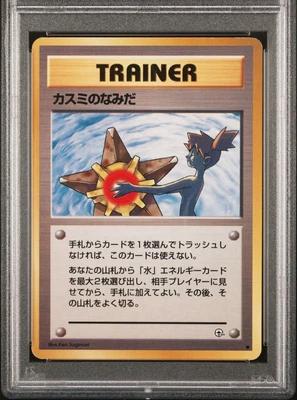 TRAINER
カスミのなみだ
手札からカードを1枚選んでトラッシュし
なければ、このカードは使えない。
あなたの山札から「水」エネルギーカード
を最大2枚選び出し、相手プレイヤーに見
せてから、手札に加えてよい。その後、そ
の山札をよく切る。
Illus.Ken Sugimori